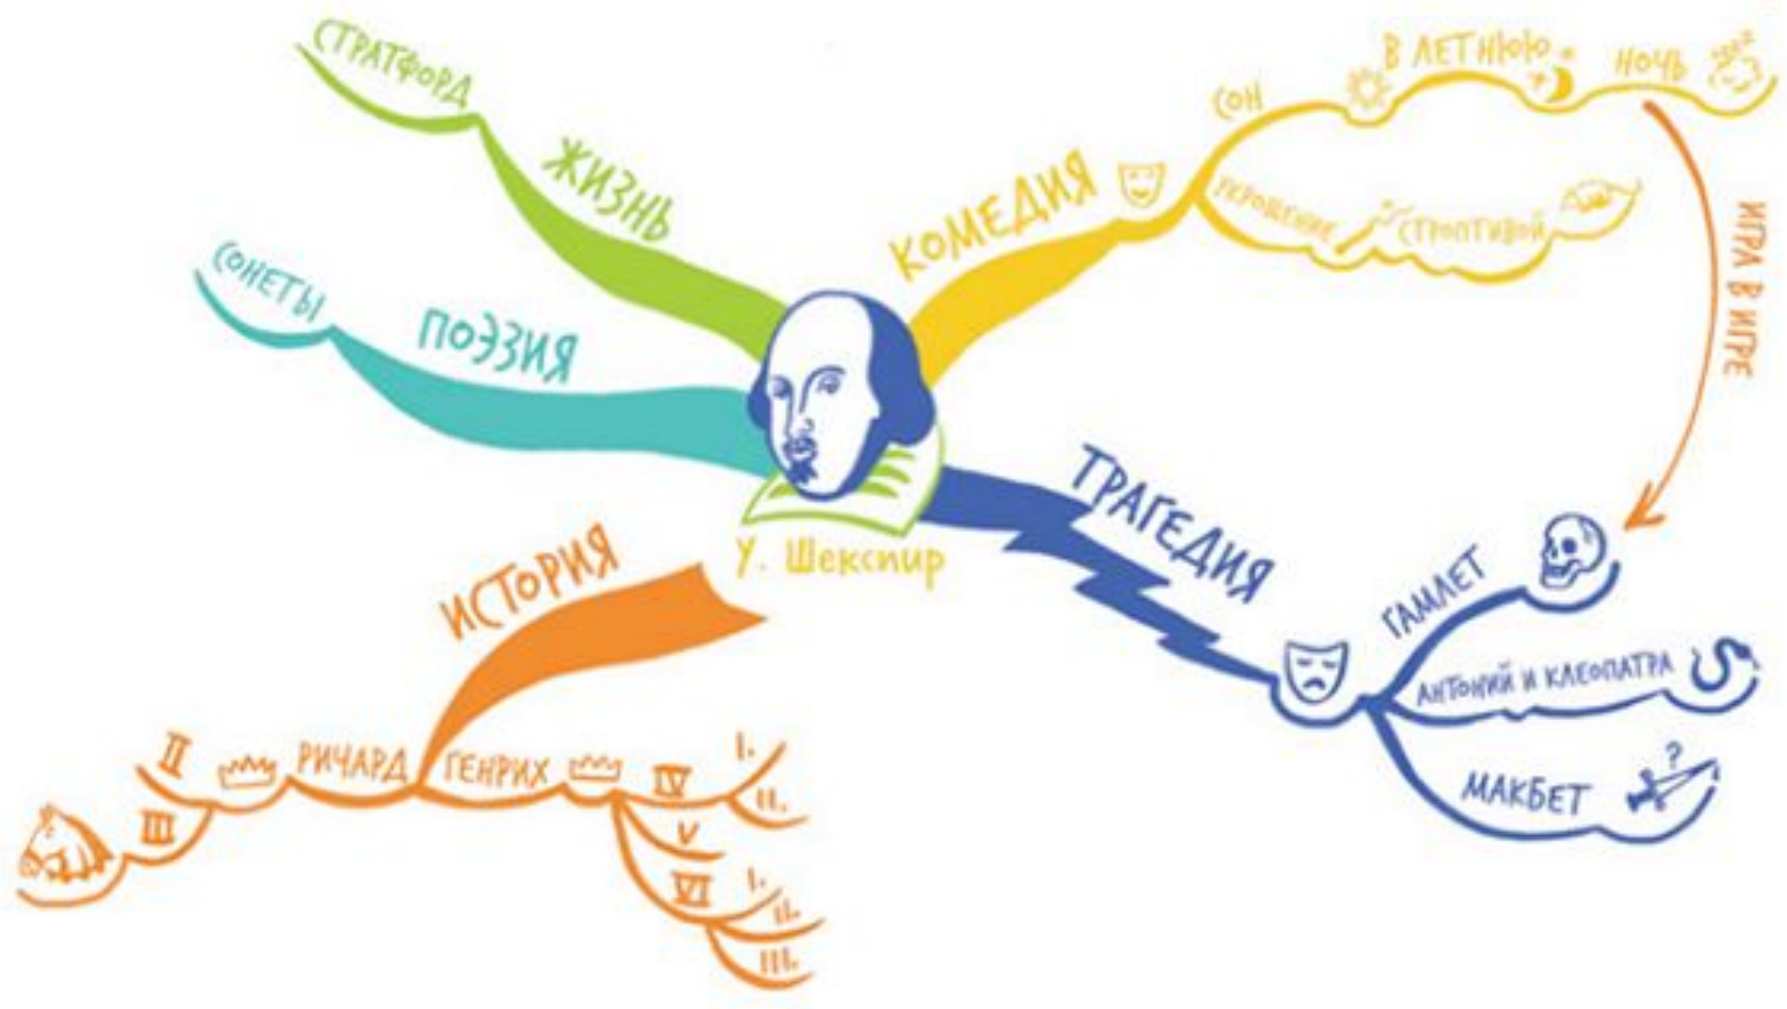 СТРАТФОРД
ЖИЗНЬ
СОНЕТЫ
ПОЭЗИЯ
КОМЕДИЯ
СОН
В ЛЕТНЮЮ
НОЧЬ
УКРОЩЕНИЕ
СТРОПТИВОЙ
ИГРА В ИГРЕ
У. Шекспир
ТРАГЕДИЯ
ГАМЛЕТ
АНТОНИЙ И КЛЕОПАТРА
МАКБЕТ
?
ИСТОРИЯ
РИЧАРД
II
III
ГЕНРИХ
IV
I.
II.
V
VI
I.
II.
III.